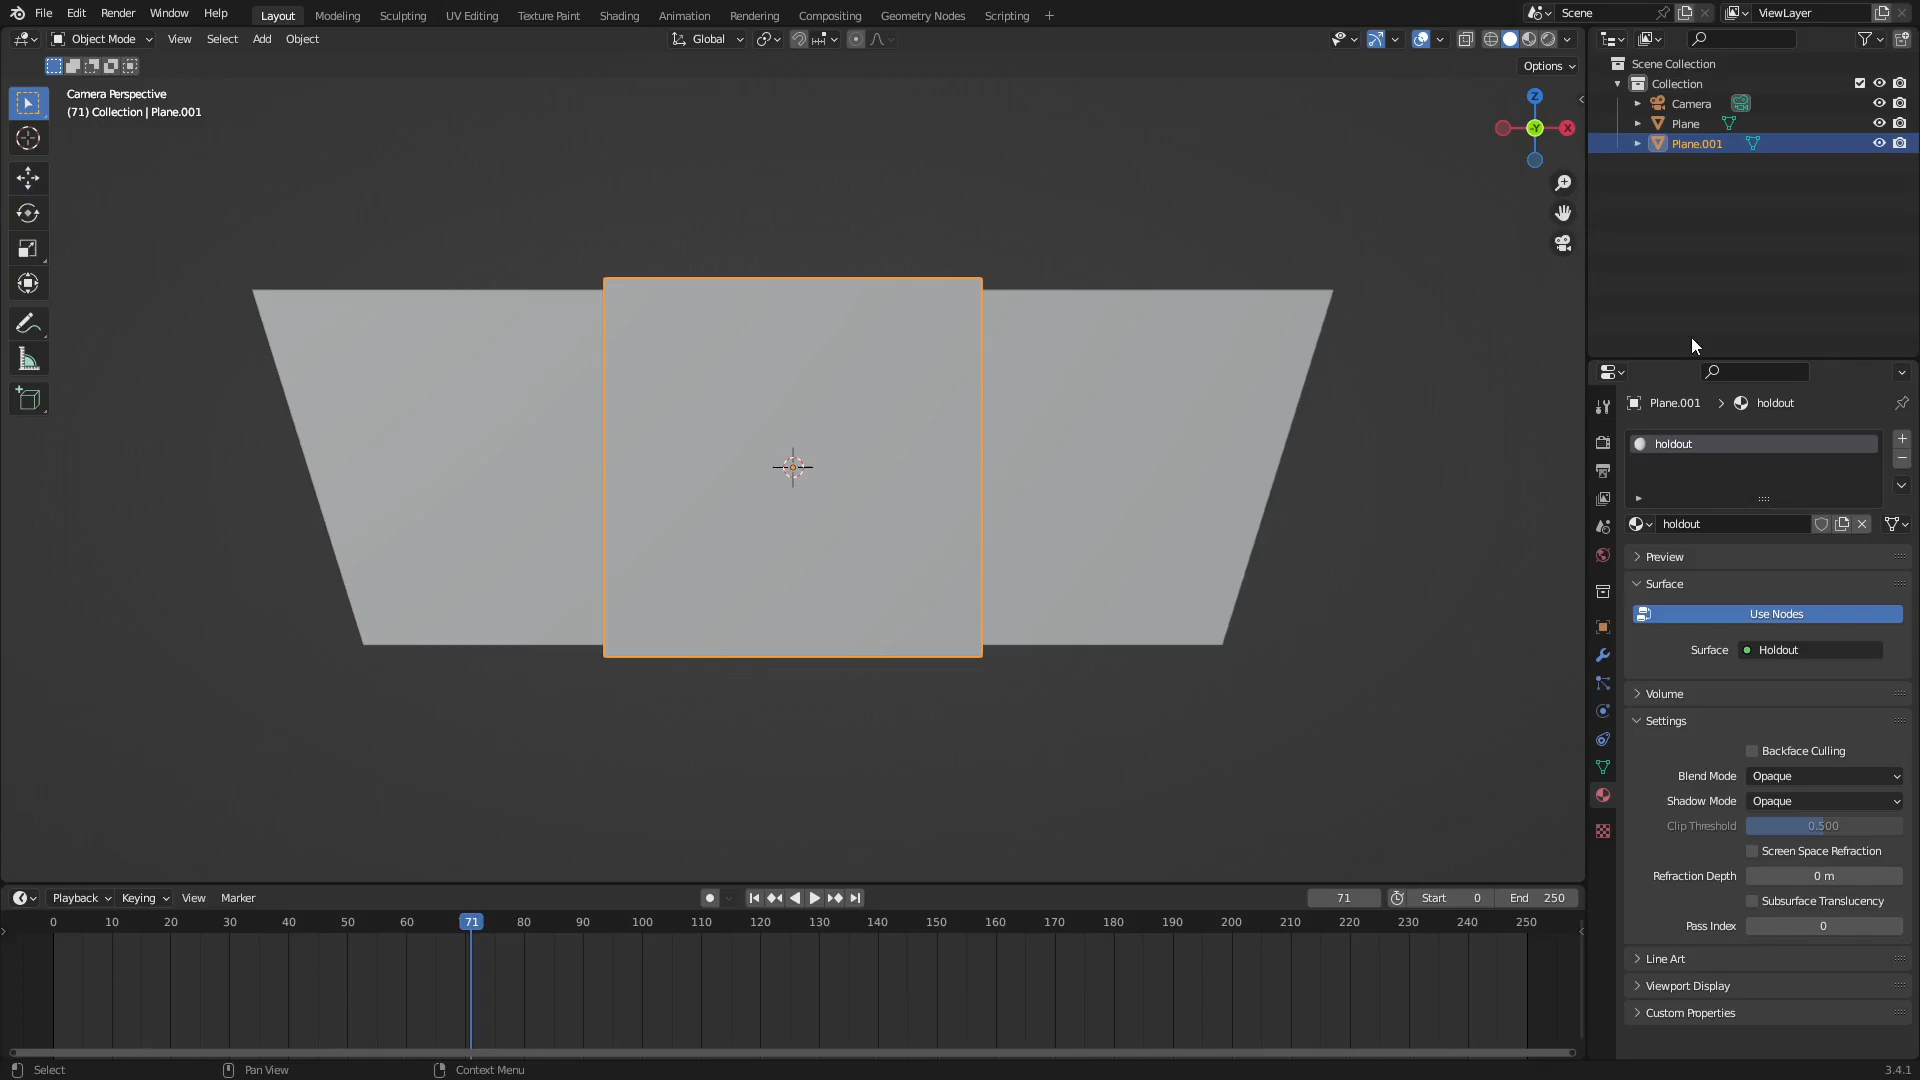 File Edit Render Window Help Layout Modeling Sculpting UV Editing Texture Paint Shading Animation Rendering Compositing Geometry Nodes Scripting + Scene ViewLayer
Object Mode View Select Add Object Global
Options
Camera Perspective
(71) Collection | Plane.001
Z
-Y X
Scene Collection
Collection
Camera
Plane
Plane.001
Plane.001 > holdout
holdout
holdout
Preview
Surface
Use Nodes
Surface Holdout
Volume
Settings
Backface Culling
Blend Mode Opaque
Shadow Mode Opaque
Clip Threshold 0.500
Screen Space Refraction
Refraction Depth 0 m
Subsurface Translucency
Pass Index 0
Line Art
Viewport Display
Custom Properties
Playback Keying View Marker 71 Start 0 End 250
0 10 20 30 40 50 60 71 80 90 100 110 120 130 140 150 160 170 180 190 200 210 220 230 240 250
Select Pan View Context Menu 3.4.1